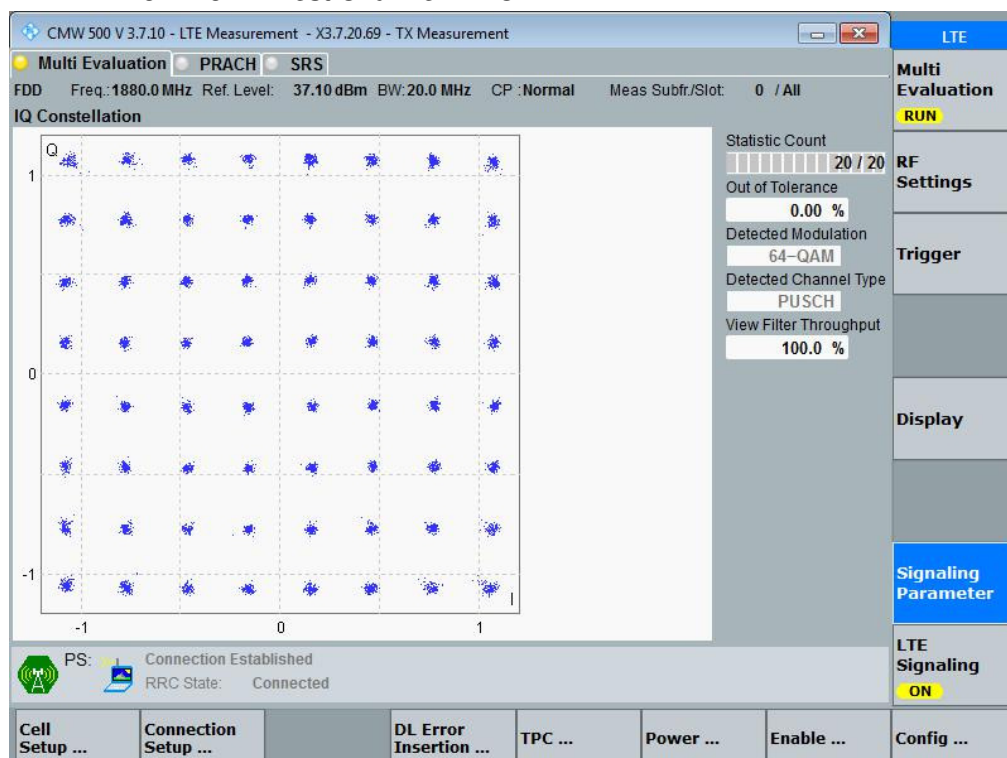 CMW 500 V 3.7.10 - LTE Measurement - X3.7.20.69 - TX Measurement
LTE
Multi Evaluation PRACH SRS
FDD Freq.:1880.0 MHz Ref. Level: 37.10 dBm BW:20.0 MHz CP :Normal Meas Subfr./Slot: 0 / All
IQ Constellation
Q
1
0
-1
-1 0 1
I
Statistic Count
20 / 20
Out of Tolerance
0.00 %
Detected Modulation
64-QAM
Detected Channel Type
PUSCH
View Filter Throughput
100.0 %
Multi
Evaluation
RUN
RF
Settings
Trigger
Display
Signaling
Parameter
LTE
Signaling
ON
PS: Connection Established
RRC State: Connected
Cell
Setup ...
Connection
Setup ...
DL Error
Insertion ...
TPC ...
Power ...
Enable ...
Config ...